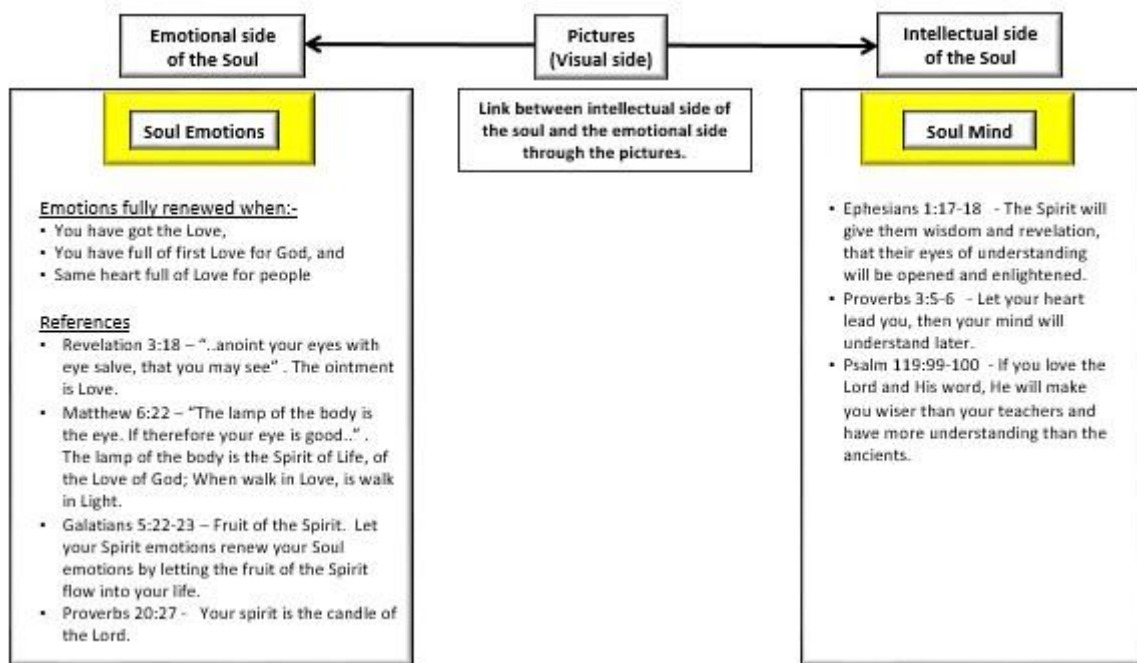 Emotional side
of the Soul
Pictures
(Visual side)
Intellectual side
of the Soul
Link between intellectual side of
the soul and the emotional side
through the pictures.
Soul Emotions
Emotions fully renewed when:-
▪ You have got the Love,
▪ You have full of first Love for God, and
▪ Same heart full of Love for people
References
▪ Revelation 3:18 – “..anoint your eyes with
eye salve, that you may see” . The ointment
is Love.
▪ Matthew 6:22 – “The lamp of the body is
the eye. If therefore your eye is good..” .
The lamp of the body is the Spirit of Life, of
the Love of God; When walk in Love, is walk
in Light.
▪ Galatians 5:22-23 – Fruit of the Spirit. Let
your Spirit emotions renew your Soul
emotions by letting the fruit of the Spirit
flow into your life.
▪ Proverbs 20:27 - Your spirit is the candle of
the Lord.
Soul Mind
▪ Ephesians 1:17-18 - The Spirit will
give them wisdom and revelation,
that their eyes of understanding
will be opened and enlightened.
▪ Proverbs 3:5-6 - Let your heart
lead you, then your mind will
understand later.
▪ Psalm 119:99-100 - If you love the
Lord and His word, He will make
you wiser than your teachers and
have more understanding than the
ancients.